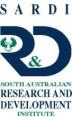 SARDI
R&D
SOUTH AUSTRALIAN
RESEARCH AND
DEVELOPMENT
INSTITUTE